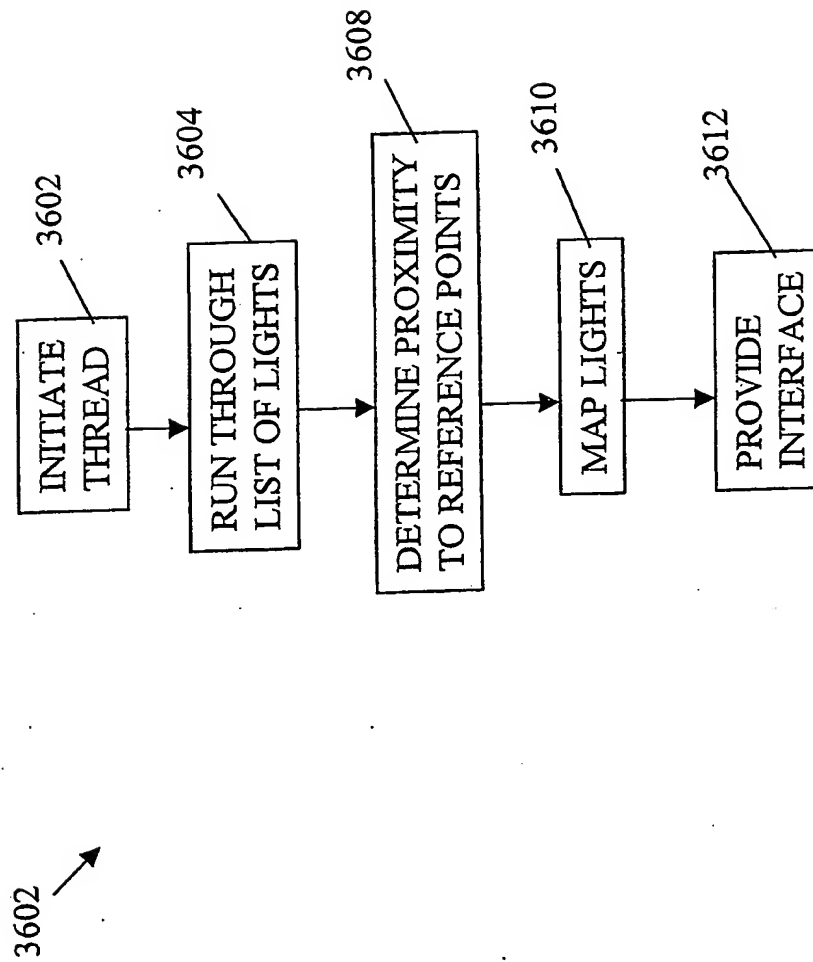 3602
INITIATE
THREAD
3602
RUN THROUGH
LIST OF LIGHTS
3604
DETERMINE PROXIMITY
TO REFERENCE POINTS
3608
MAP LIGHTS
3610
PROVIDE
INTERFACE
3612